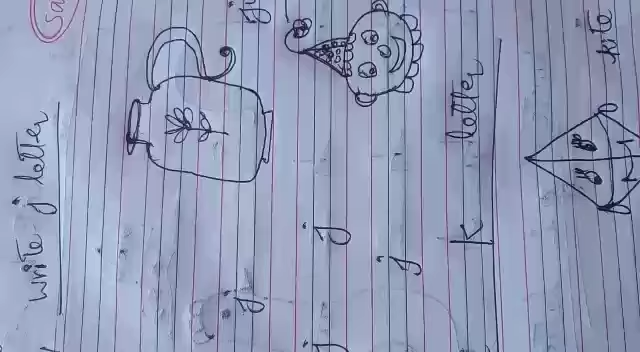 write j letter
j
j j
j
K letter
kite